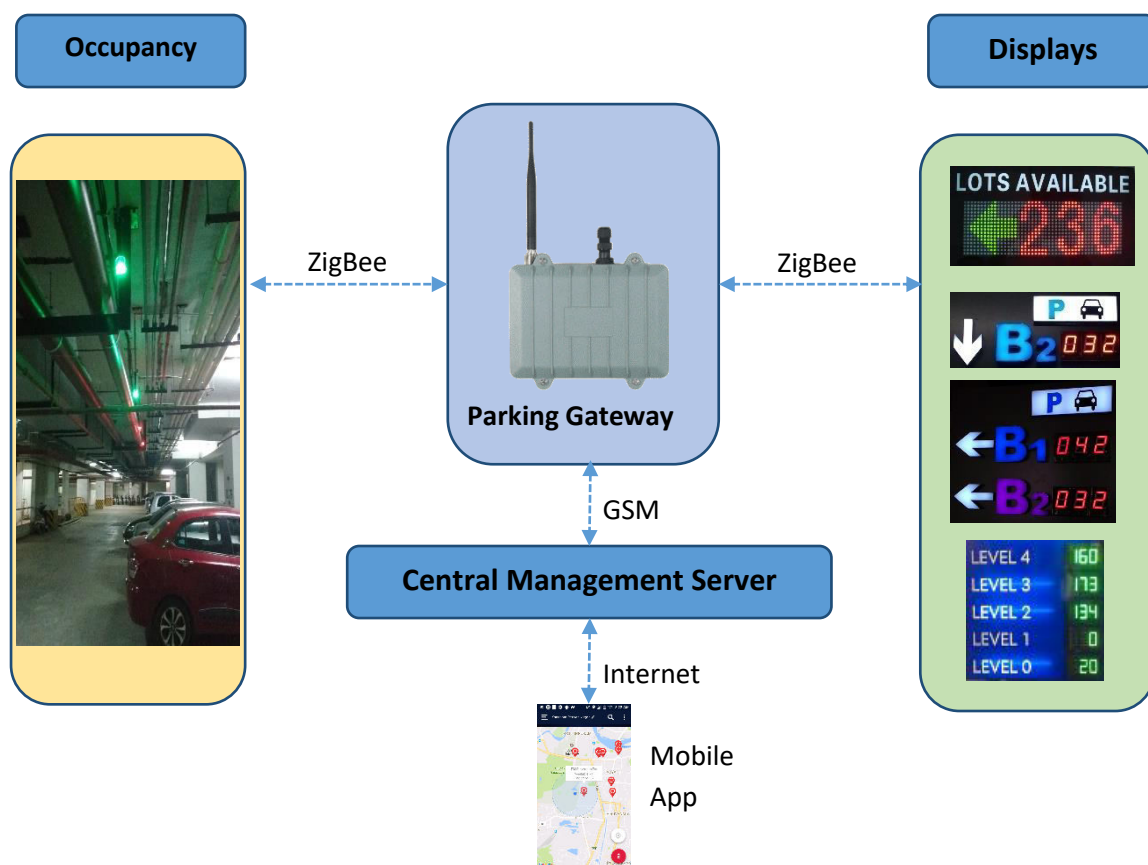 Occupancy
Displays
LOTS AVAILABLE
236
ZigBee
ZigBee
P
B2 032
Parking Gateway
P
B1 042
B2 032
GSM
LEVEL 4 160
LEVEL 3 173
LEVEL 2 134
LEVEL 1 0
LEVEL 0 20
Central Management Server
Internet
Mobile
App